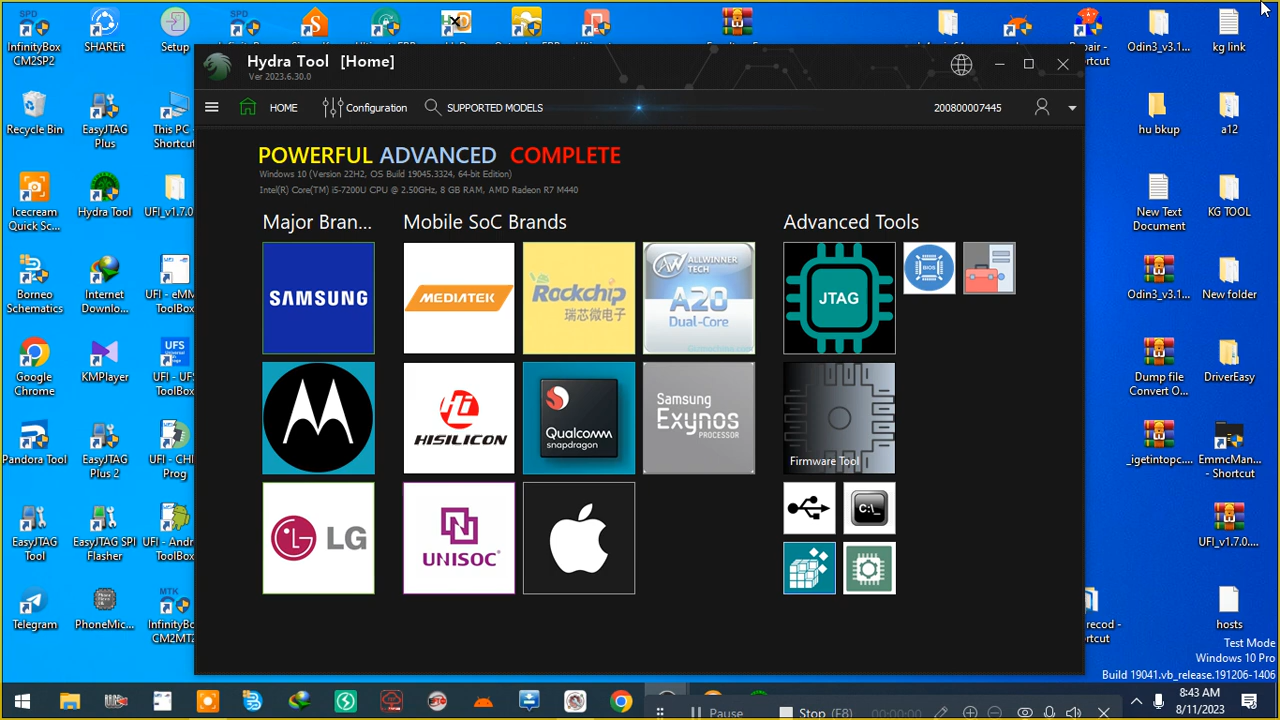 InfinityBox
CM2SP2
SHAREit
Setup
Odin3_v3.1...
kg link
Recycle Bin
EasyJTAG
Plus
This PC -
Shortcut
hu bkup
a12
Icecream
Quick Sc...
Hydra Tool
UFI_v1.7.0
New Text
Document
KG TOOL
Borneo
Schematics
Internet
Downlo...
UFI - eMM
ToolBox
Odin3_v3.1...
New folder
Google
Chrome
KMPlayer
UFS
UFI - UFS
ToolBox
Dump file
Convert O...
DriverEasy
Pandora Tool
EasyJTAG
Plus 2
UFI - CHI
Prog
_igetintopc....
EmmcMan...
- Shortcut
EasyJTAG
Tool
EasyJTAG SPI
Flasher
UFI - Andr
ToolBox
UFI_v1.7.0....
Telegram
PhoneMic...
MTK
InfinityBox
CM2MT2
hosts
Hydra Tool [Home]
Ver 2023.6.30.0
HOME
Configuration
SUPPORTED MODELS
200800007445
POWERFUL ADVANCED COMPLETE
Windows 10 (Version 22H2, OS Build 19045.3324, 64-bit Edition)
Intel(R) Core(TM) i5-7200U CPU @ 2.50GHz, 8 GB RAM, AMD Radeon R7 M440
Major Bran...
Mobile SoC Brands
Advanced Tools
SAMSUNG
MEDIATEK
Rockchip
瑞芯微电子
ALLWINNER
TECH
A20
Dual-Core
JTAG
BIOS
HISILICON
Qualcomm
snapdragon
Samsung
Exynos
PROCESSOR
Firmware Tool
LG
UNISOC
C:\_
Test Mode
Windows 10 Pro
Build 19041.vb_release.191206-1406
Pause
Stop (F8)
00:00:00
8:43 AM
8/11/2023